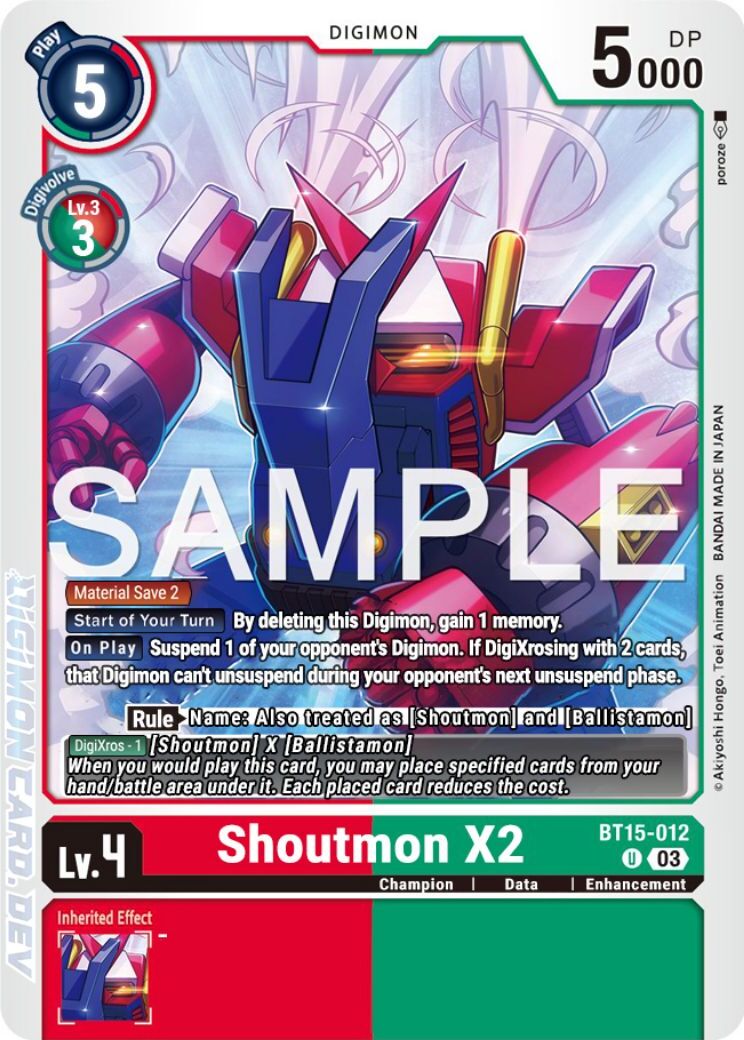 DIGIMON
Play
5
5000
DP
Digivolve
Lv.3
3
poroze
SAMPLE
Material Save 2
Start of Your Turn By deleting this Digimon, gain 1 memory.
On Play Suspend 1 of your opponent's Digimon. If DigiXrosing with 2 cards,
that Digimon can't unsuspend during your opponent's next unsuspend phase.
Rule Name: Also treated as [Shoutmon] and [Ballistamon]
DigiXros - 1 [Shoutmon] X [Ballistamon]
When you would play this card, you may place specified cards from your
hand/battle area under it. Each placed card reduces the cost.
© Akiyoshi Hongo, Toei Animation BANDAI MADE IN JAPAN
DIGIMONCARD.DEV
Lv.4
Shoutmon X2
BT15-012
U 03
Champion | Data | Enhancement
Inherited Effect
-